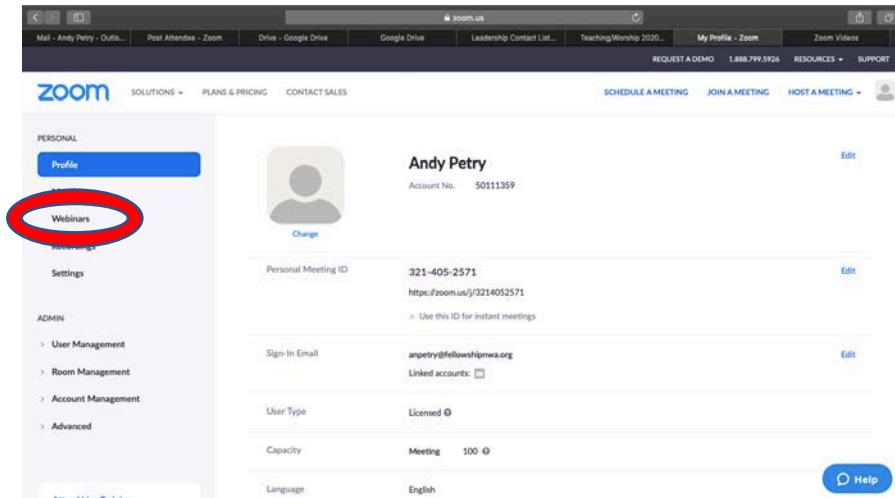 zoom.us
Mail - Andy Petry - Outlo... Post Attendee - Zoom Drive - Google Drive Google Drive Leadership Contact List... Teaching/Worship 2020... My Profile - Zoom Zoom Videos
REQUEST A DEMO 1.888.799.5926 RESOURCES SUPPORT
zoom SOLUTIONS PLANS & PRICING CONTACT SALES SCHEDULE A MEETING JOIN A MEETING HOST A MEETING
PERSONAL
Profile
Webinars
Settings
ADMIN
User Management
Room Management
Account Management
Advanced
Change
Andy Petry Edit
Account No. 50111359
Personal Meeting ID 321-405-2571 Edit
https://zoom.us/j/3214052571
× Use this ID for instant meetings
Sign-In Email anpetry@fellowshipnwa.org Edit
Linked accounts:
User Type Licensed
Capacity Meeting 100
Language English
Help